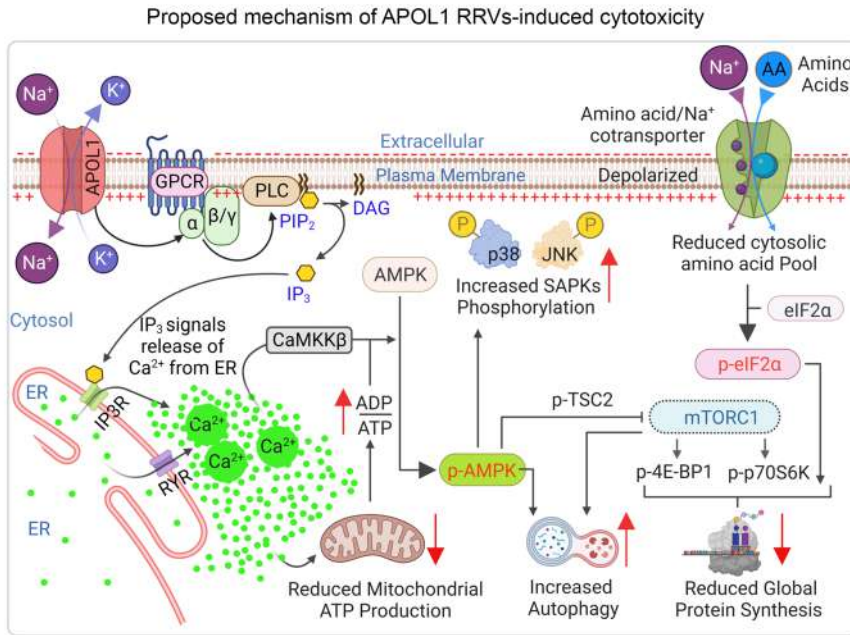 Proposed mechanism of APOL1 RRVs-induced cytotoxicity
Na⁺
K⁺
APOL1
Na⁺
K⁺
GPCR
α
β/γ
PLC
PIP₂
DAG
IP₃
Extracellular
Plasma Membrane
Depolarized
Amino acid/Na⁺
cotransporter
Na⁺
AA
Amino
Acids
Reduced cytosolic
amino acid Pool
eIF2α
p-eIF2α
P
p38
JNK
P
Increased SAPKs
Phosphorylation
AMPK
Cytosol
IP₃ signals
release of
Ca²⁺ from ER
CaMKKβ
ER
IP3R
Ca²⁺
Ca²⁺
Ca²⁺
RYR
ER
ADP
ATP
p-AMPK
p-TSC2
mTORC1
p-4E-BP1
p-p70S6K
Reduced Mitochondrial
ATP Production
Increased
Autophagy
Reduced Global
Protein Synthesis